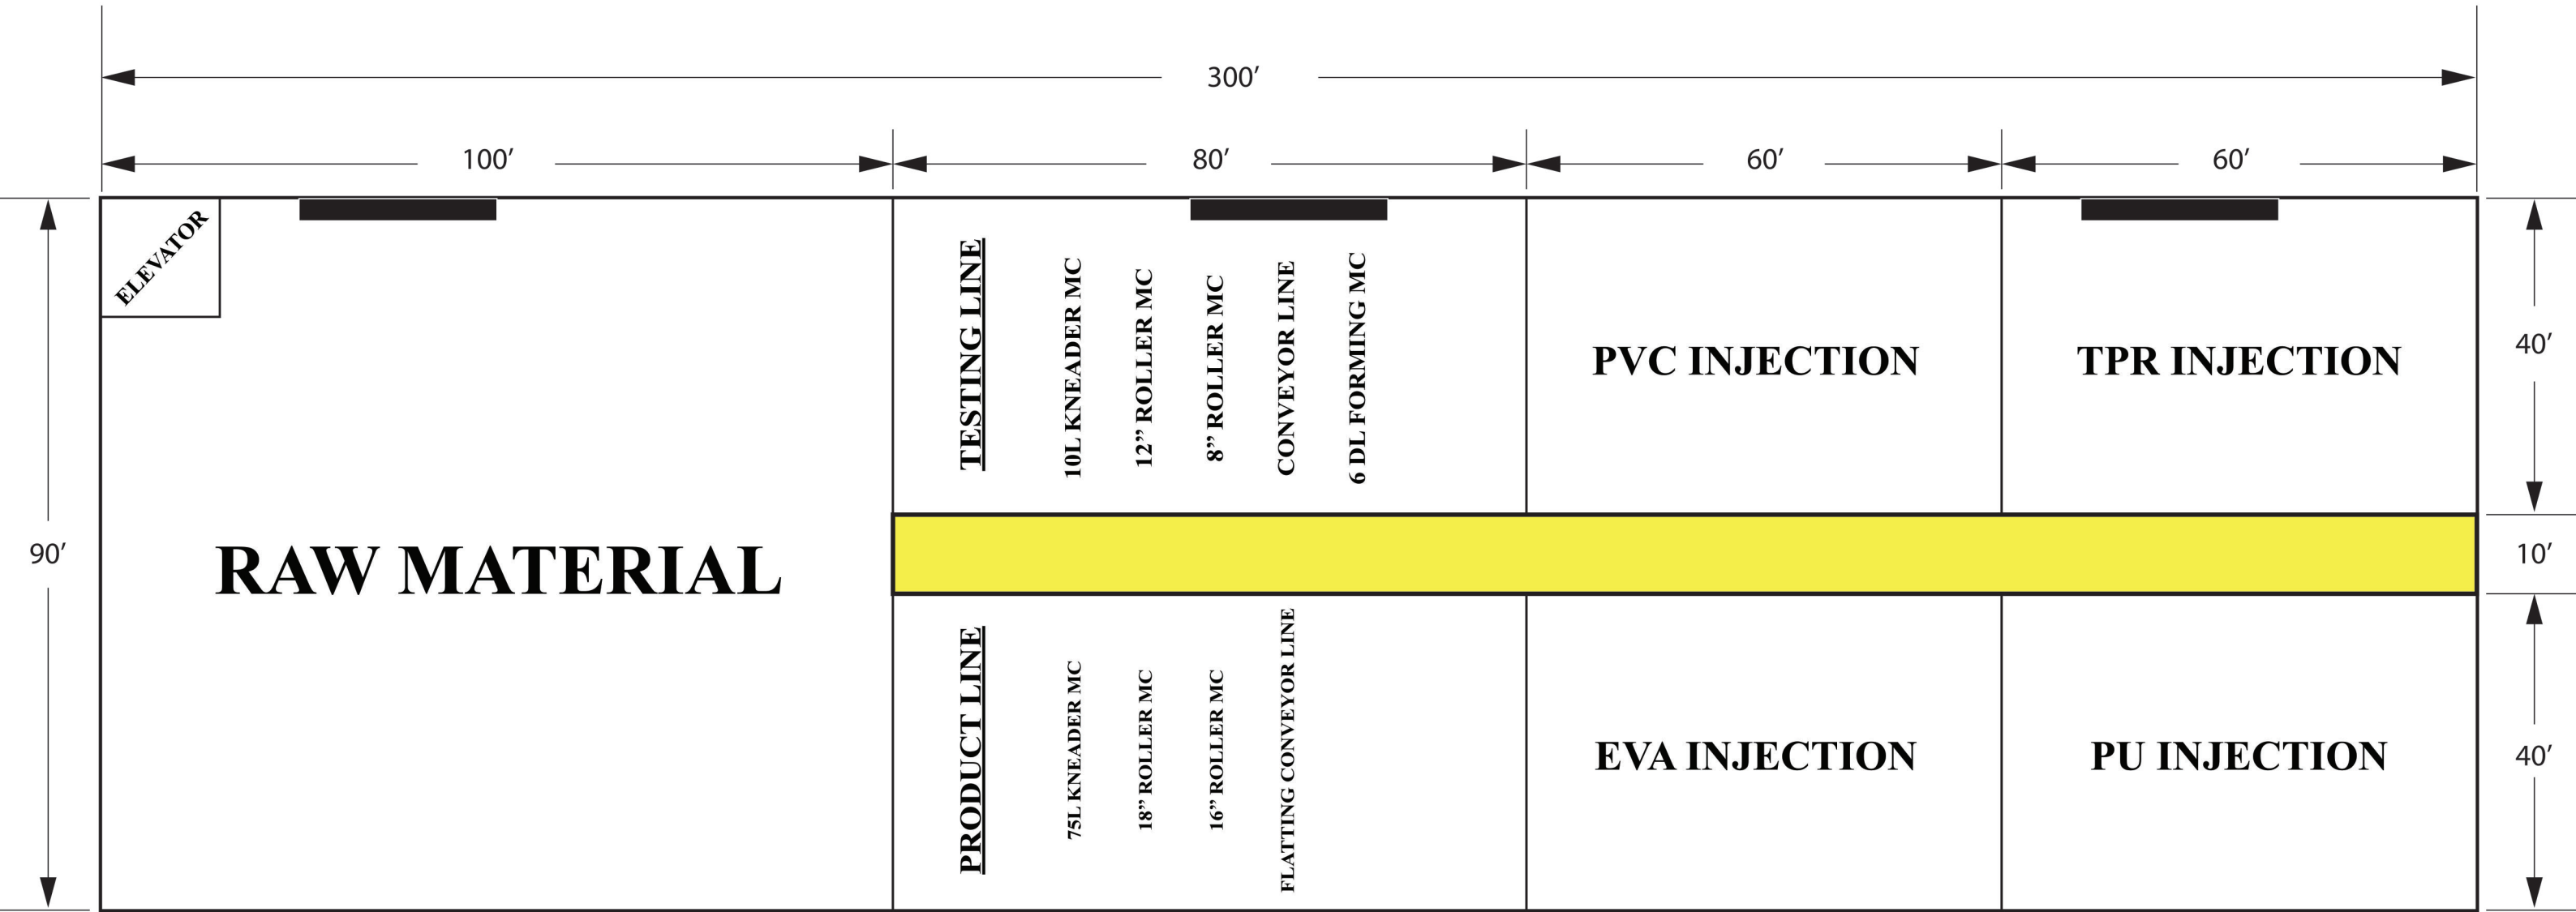 300′
100′
80′
60′
60′
ELEVATOR
RAW MATERIAL
90′
TESTING LINE
10L KNEADER MC
12” ROLLER MC
8” ROLLER MC
CONVEYOR LINE
6 DL FORMING MC
PVC INJECTION
TPR INJECTION
40′
10′
PRODUCT LINE
75L KNEADER MC
18” ROLLER MC
16” ROLLER MC
FLATTING CONVEYOR LINE
EVA INJECTION
PU INJECTION
40′